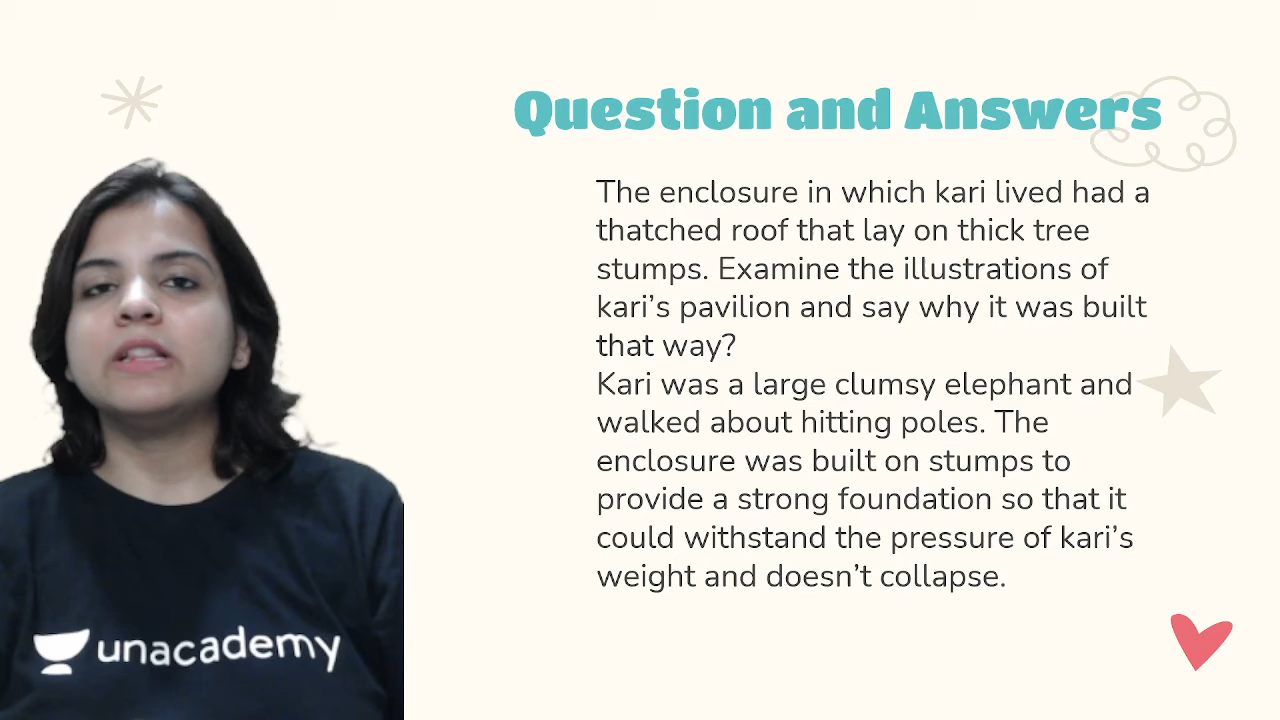 Question and Answers
The enclosure in which kari lived had a
thatched roof that lay on thick tree
stumps. Examine the illustrations of
kari’s pavilion and say why it was built
that way?
Kari was a large clumsy elephant and
walked about hitting poles. The
enclosure was built on stumps to
provide a strong foundation so that it
could withstand the pressure of kari’s
weight and doesn’t collapse.
unacademy